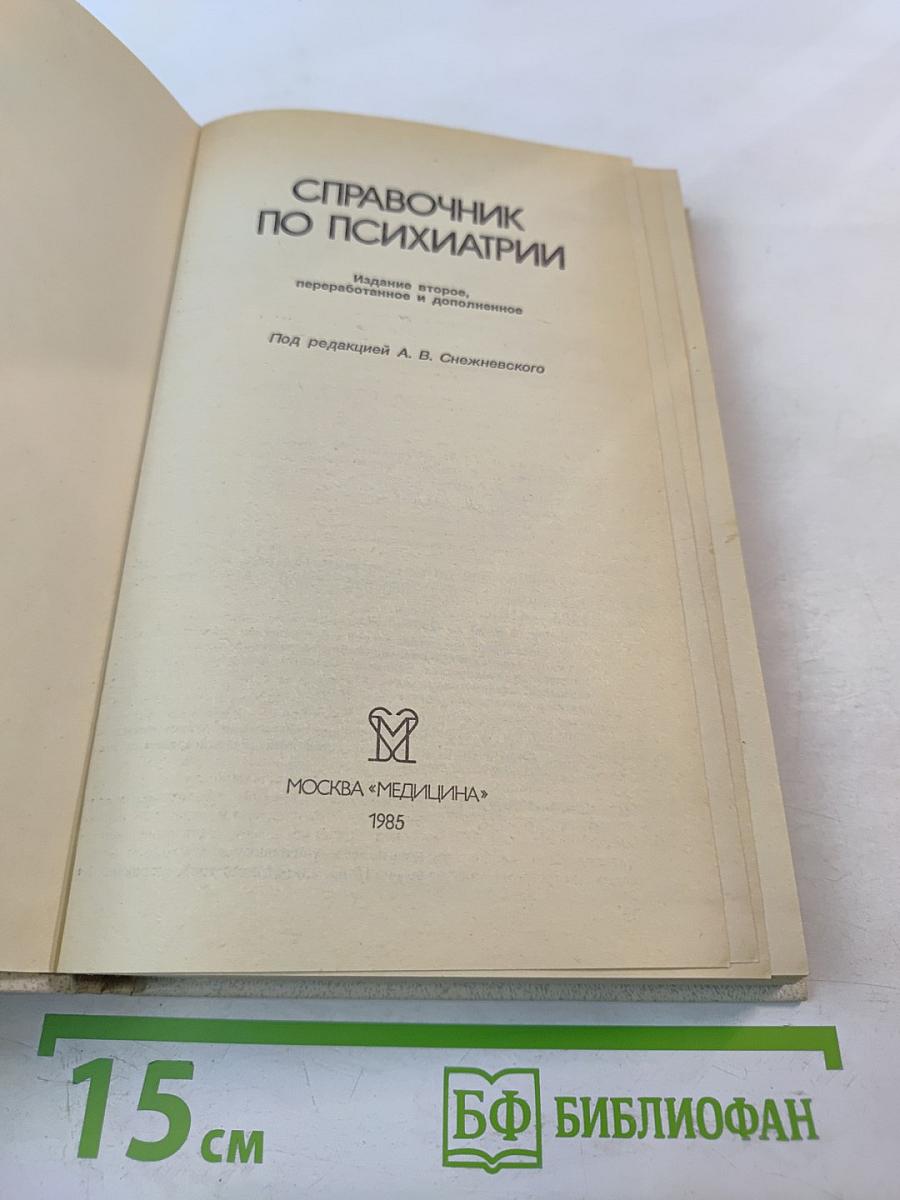 СПРАВОЧНИК
ПО ПСИХИАТРИИ
Издание второе,
переработанное и дополненное
Под редакцией А. В. Снежневского
МОСКВА «МЕДИЦИНА»
1985
15 см
БФ БИБЛИОФАН